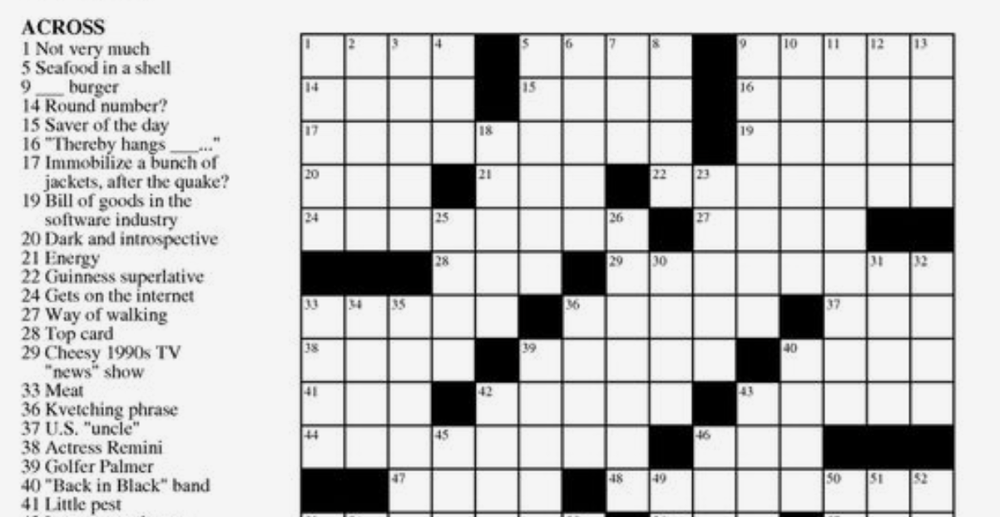 ACROSS
1 Not very much
5 Seafood in a shell
9 ___ burger
14 Round number?
15 Saver of the day
16 "Thereby hangs ___..."
17 Immobilize a bunch of
jackets, after the quake?
19 Bill of goods in the
software industry
20 Dark and introspective
21 Energy
22 Guinness superlative
24 Gets on the internet
27 Way of walking
28 Top card
29 Cheesy 1990s TV
"news" show
33 Meat
36 Kvetching phrase
37 U.S. "uncle"
38 Actress Remini
39 Golfer Palmer
40 "Back in Black" band
41 Little pest
1 2 3 4 5 6 7 8 9 10 11 12 13
14 15 16
17 18 19
20 21 22 23
24 25 26 27
28 29 30 31 32
33 34 35 36 37
38 39 40
41 42 43
44 45 46
47 48 49 50 51 52